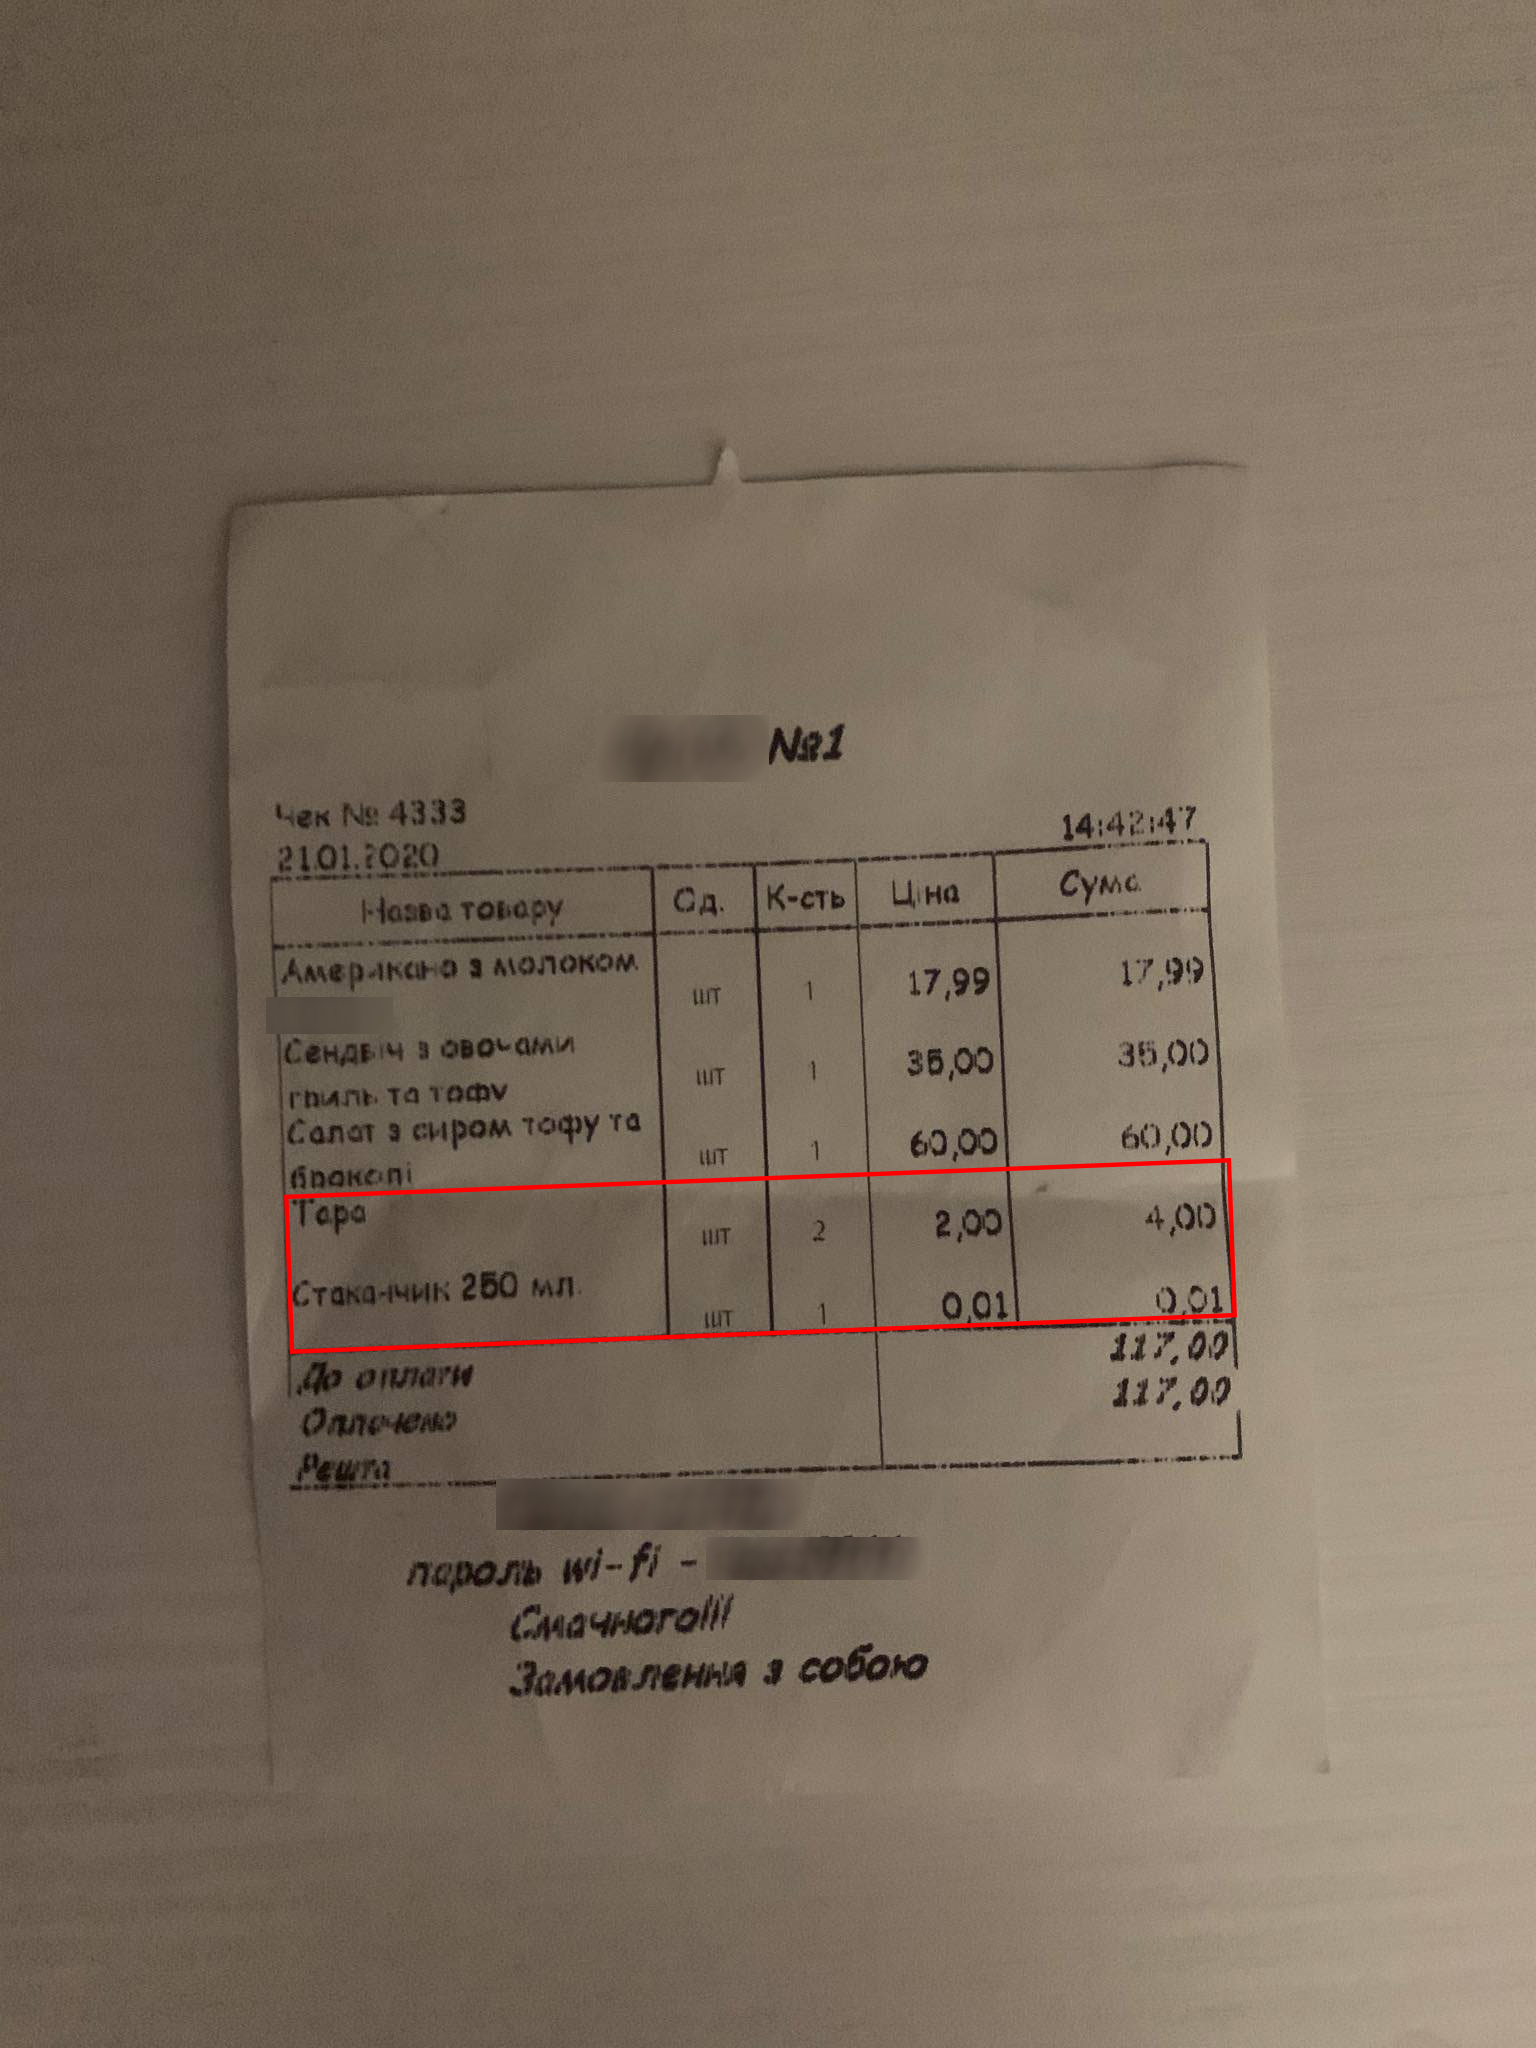 №1
Чек № 4333
14:42:47
21.01.2020
Назва товару Од. К-сть Ціна Сума
Американо з молоком
шт 1 17,99 17,99
Сендвіч з овочами
гриль та тофу
шт 1 35,00 35,00
Салат з сиром тофу та
броколі
шт 1 60,00 60,00
Тара
шт 2 2,00 4,00
Стаканчик 250 мл.
шт 1 0,01 0,01
До оплати 117,00
Оплачено 117,00
Решта
пароль wi-fi -
Смачного!!!
Замовлення з собою